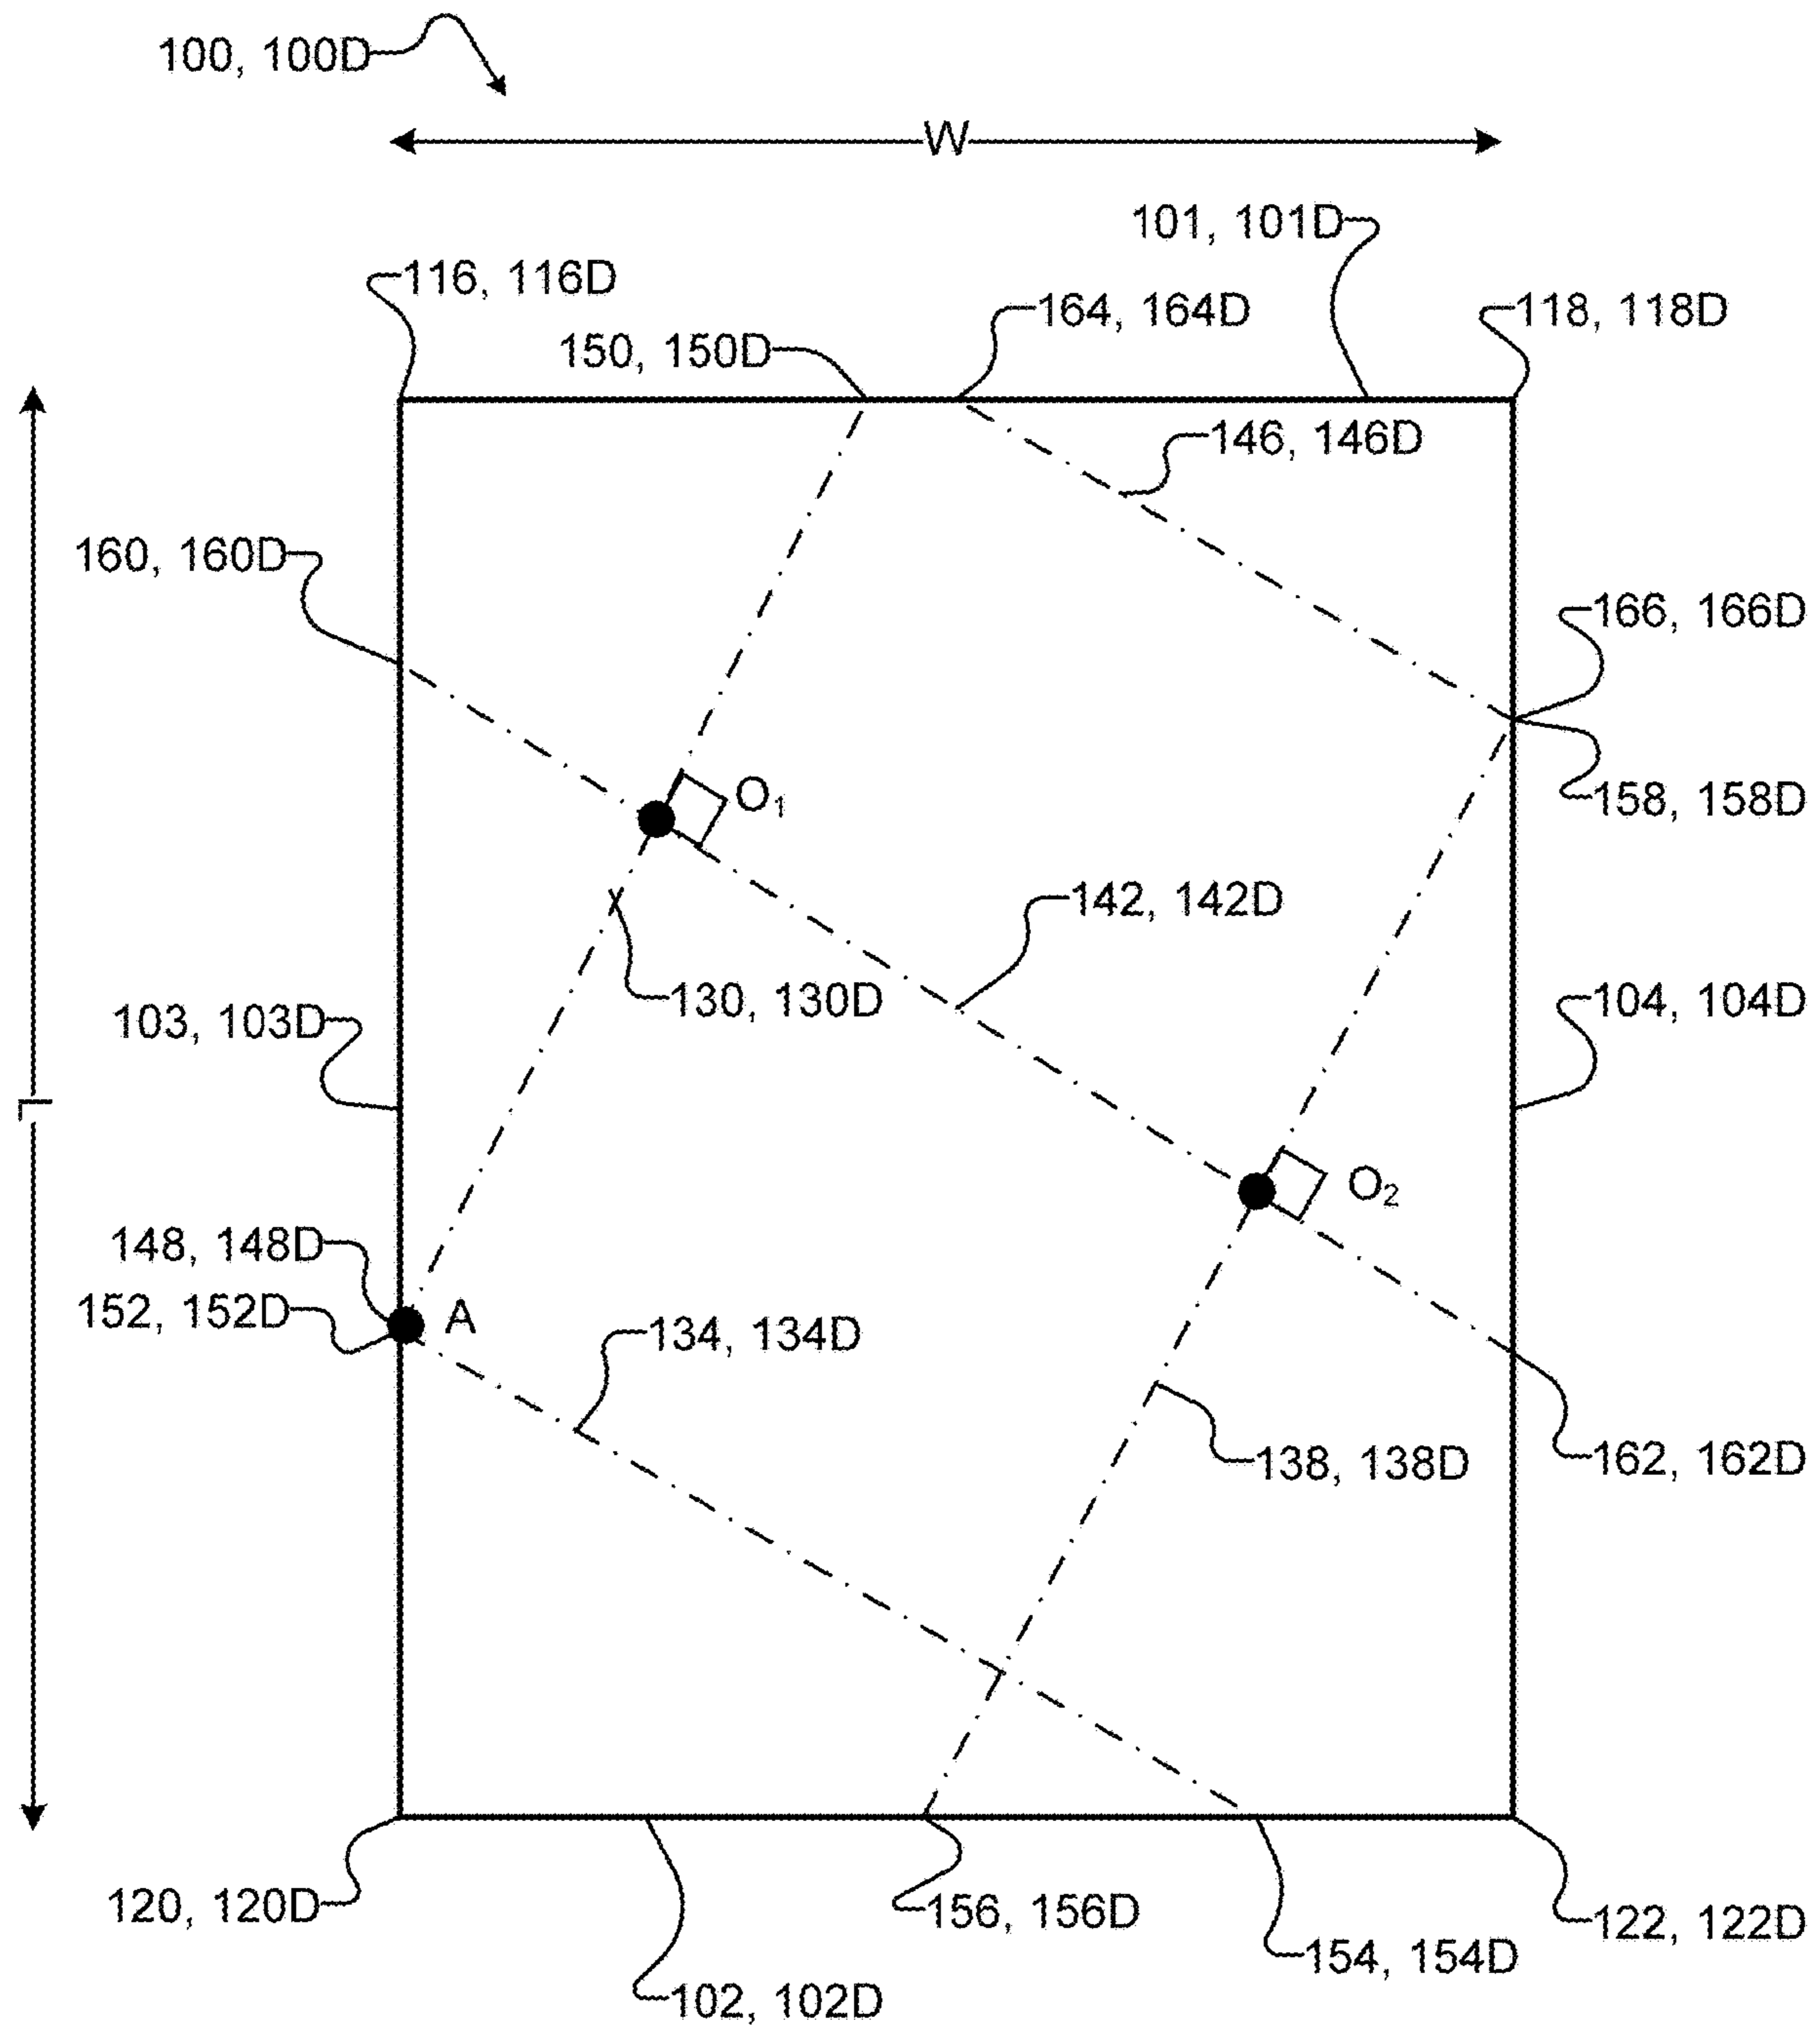 100, 100D
W
101, 101D
116, 116D
164, 164D
118, 118D
150, 150D
146, 146D
160, 160D
166, 166D
O₁
158, 158D
142, 142D
130, 130D
104, 104D
103, 103D
L
O₂
148, 148D
152, 152D
A
134, 134D
162, 162D
138, 138D
120, 120D
156, 156D
122, 122D
154, 154D
102, 102D